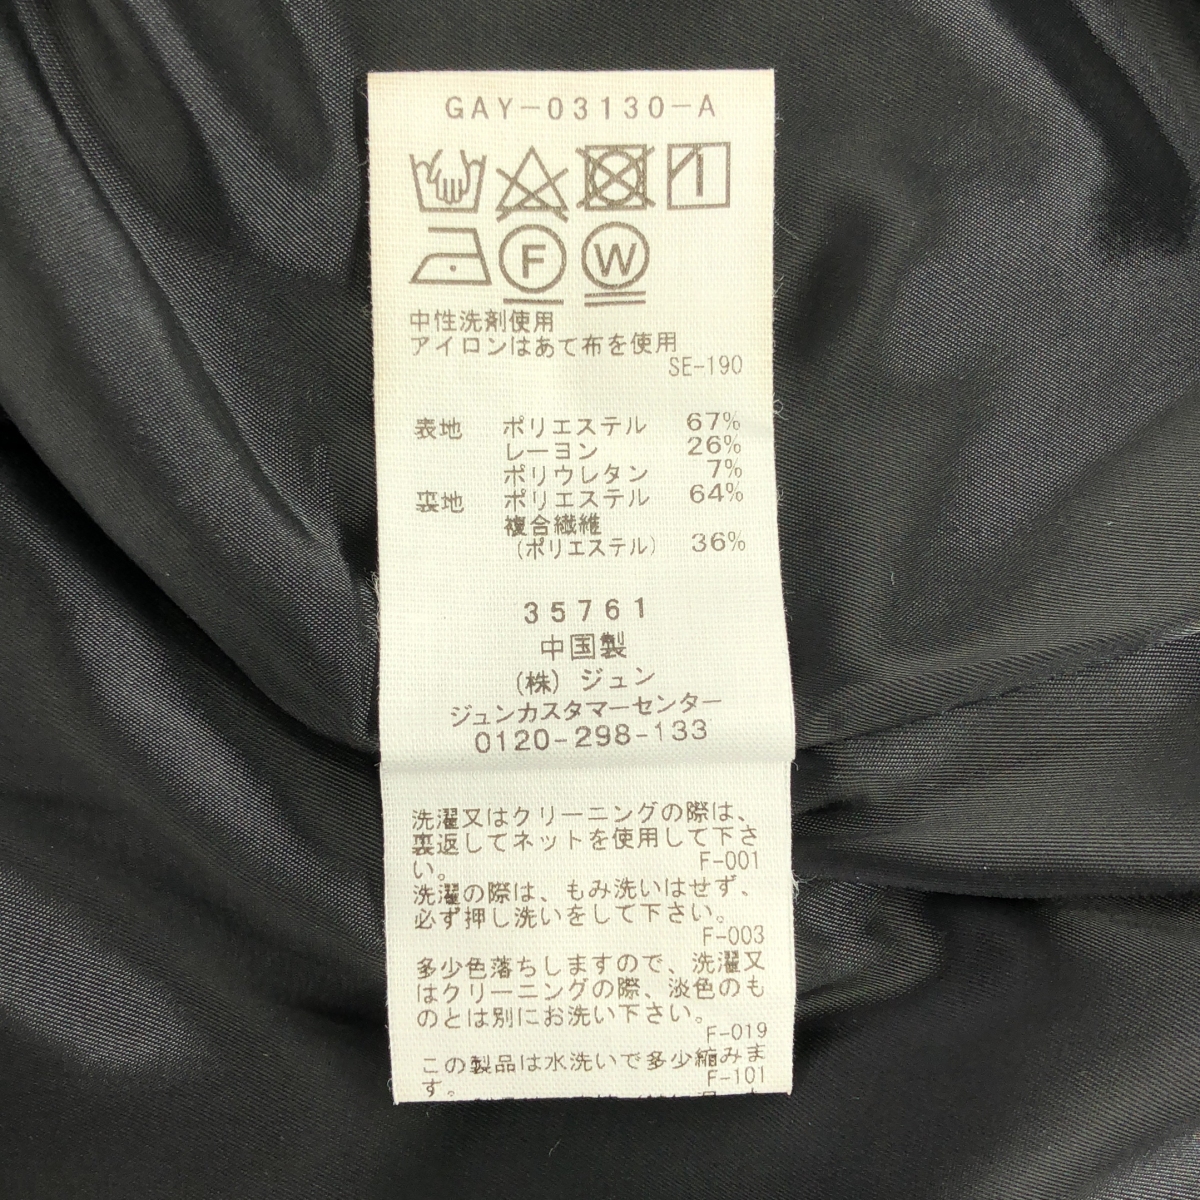 GAY-03130-A
F W
中性洗剤使用
アイロンはあて布を使用
SE-190
表地 ポリエステル 67%
レーヨン 26%
ポリウレタン 7%
裏地 ポリエステル 64%
複合繊維
(ポリエステル) 36%
35761
中国製
(株)ジュン
ジュンカスタマーセンター
0120-298-133
洗濯又はクリーニングの際は、
裏返してネットを使用して下さ
い。 F-001
洗濯の際は、もみ洗いはせず、
必ず押し洗いをして下さい。
F-003
多少色落ちしますので、洗濯又
はクリーニングの際、淡色のも
のとは別にお洗い下さい。
F-019
この製品は水洗いで多少縮みま
す。 F-101